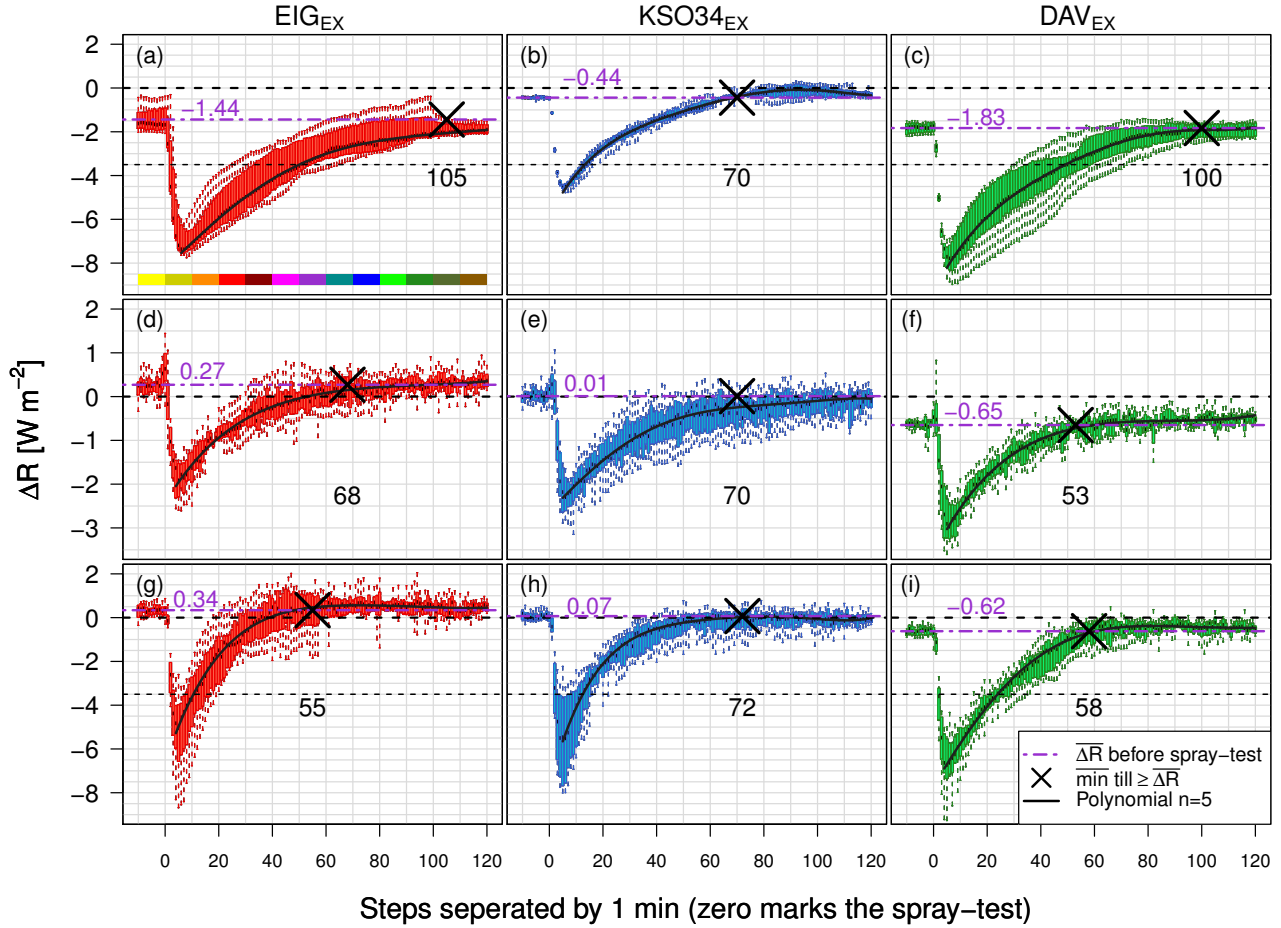 EIG_EX KSO34_EX DAV_EX
(a) (b) (c)
2
0
−2
−4
−6
−8
−1.44 −0.44 −1.83
105 70 100
(d) (e) (f)
2
1
0
−1
−2
−3
0.27 0.01 −0.65
68 70 53
(g) (h) (i)
2
0
−2
−4
−6
−8
0.34 0.07 −0.62
55 72 58
ΔR [W m⁻²]
ΔR̅ before spray−test
min till ≥ ΔR̅
Polynomial n=5
0 20 40 60 80 100 120 0 20 40 60 80 100 120 0 20 40 60 80 100 120
Steps seperated by 1 min (zero marks the spray−test)